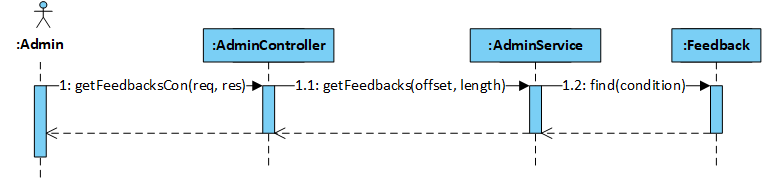 :Admin
:AdminController
:AdminService
:Feedback
1: getFeedbacksCon(req, res)
1.1: getFeedbacks(offset, length)
1.2: find(condition)